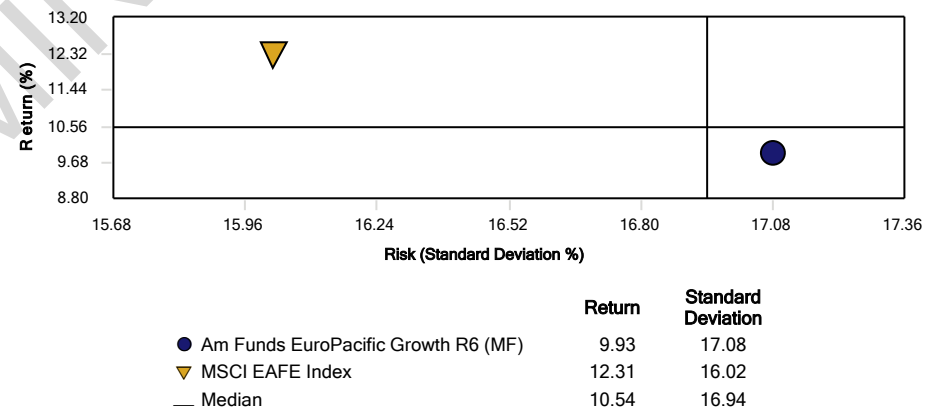 13.20
12.32
11.44
10.56
9.68
8.80
Return (%)
15.68 15.96 16.24 16.52 16.80 17.08 17.36
Risk (Standard Deviation %)
Return Standard
Deviation
Am Funds EuroPacific Growth R6 (MF) 9.93 17.08
MSCI EAFE Index 12.31 16.02
Median 10.54 16.94